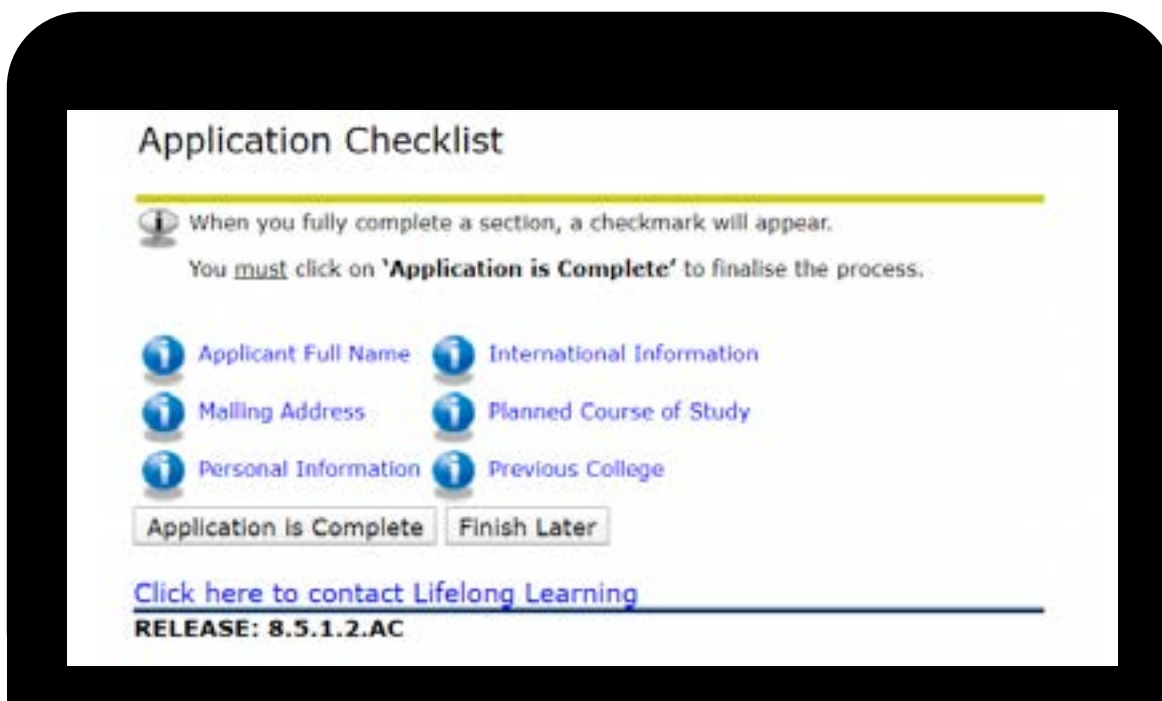 Application Checklist
When you fully complete a section, a checkmark will appear.
You must click on ‘Application is Complete’ to finalise the process.
Applicant Full Name International Information
Mailing Address Planned Course of Study
Personal Information Previous College
Application is Complete Finish Later
Click here to contact Lifelong Learning
RELEASE: 8.5.1.2.AC